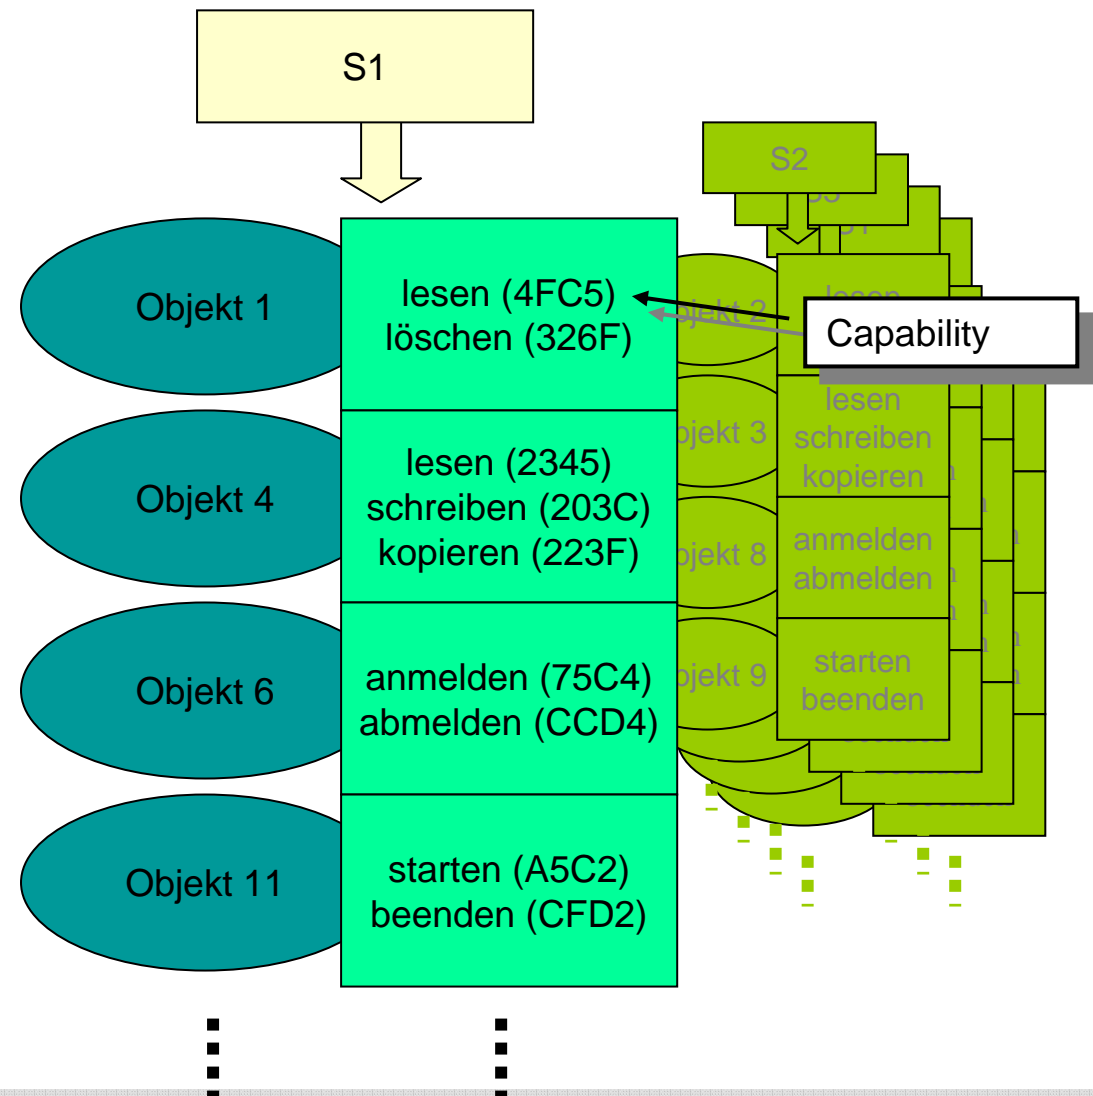 S1
S2
Objekt 1
lesen (4FC5)
löschen (326F)
Capability
Objekt 4
lesen (2345)
schreiben (203C)
kopieren (223F)
lesen
schreiben
kopieren
Objekt 6
anmelden (75C4)
abmelden (CCD4)
anmelden
abmelden
Objekt 11
starten (A5C2)
beenden (CFD2)
starten
beenden